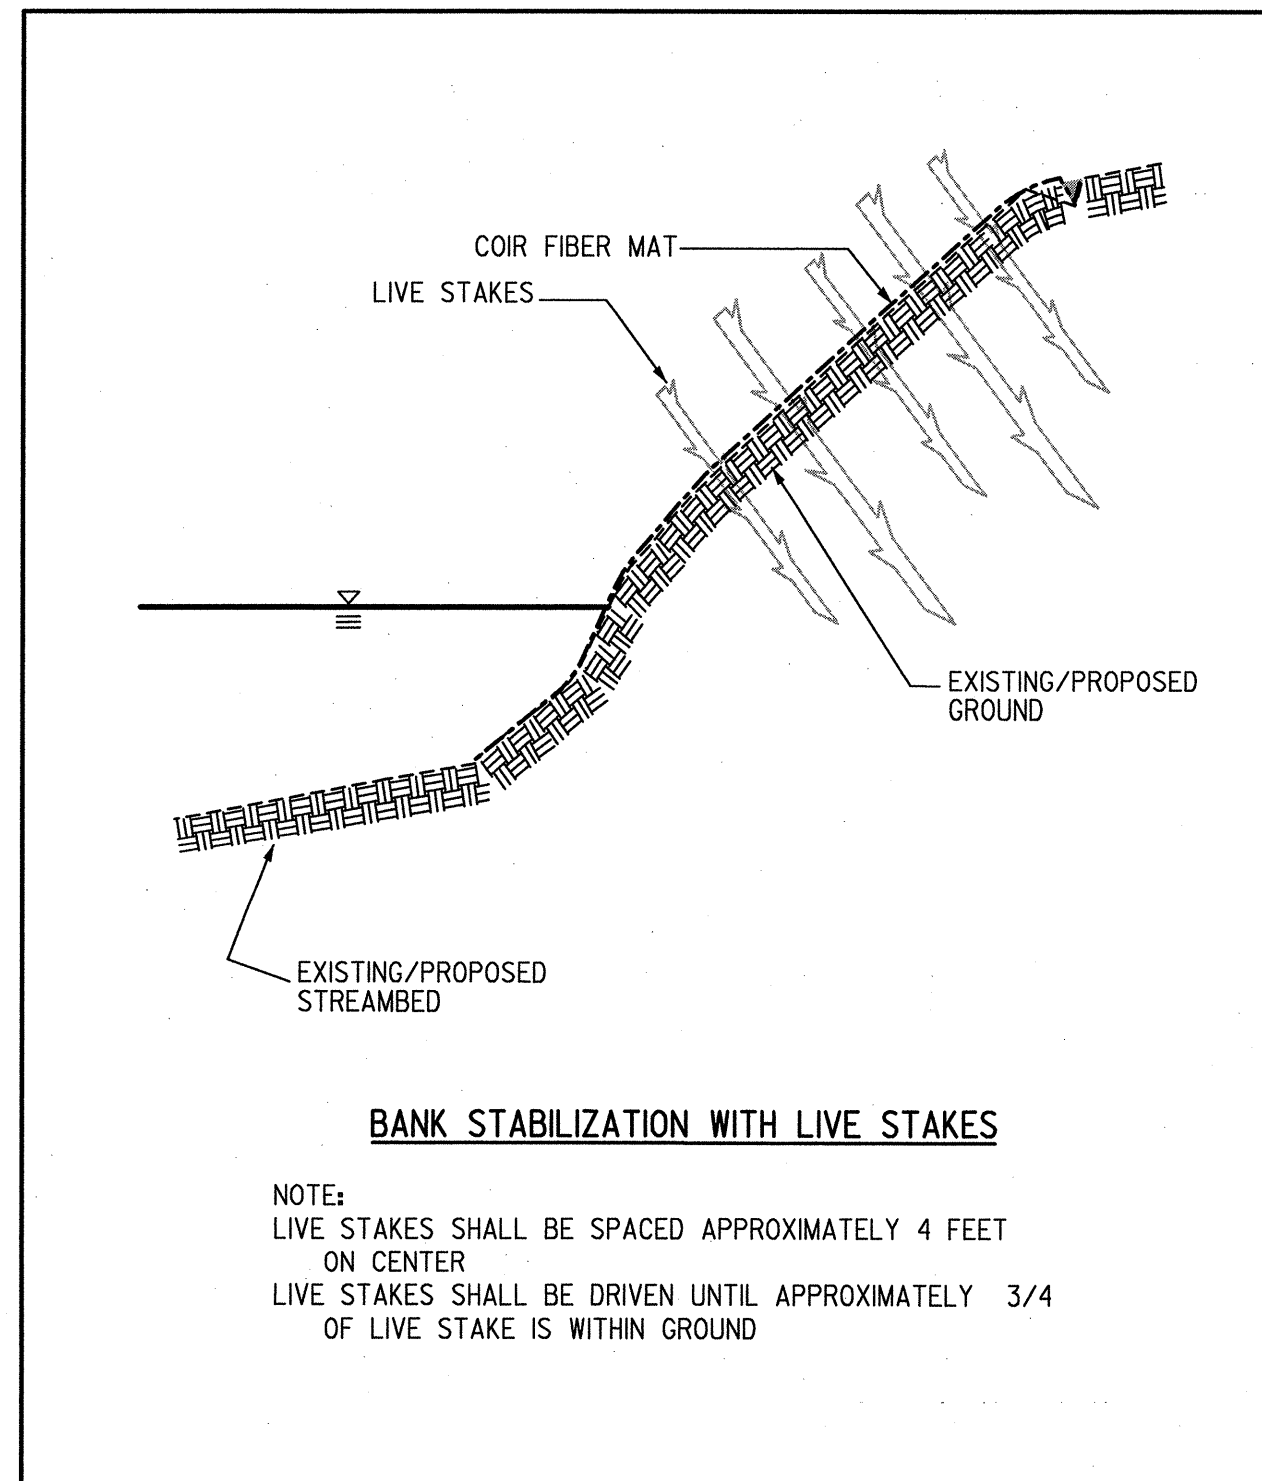 COIR FIBER MAT
LIVE STAKES
EXISTING/PROPOSED
GROUND
EXISTING/PROPOSED
STREAMBED
BANK STABILIZATION WITH LIVE STAKES
NOTE:
LIVE STAKES SHALL BE SPACED APPROXIMATELY 4 FEET
ON CENTER
LIVE STAKES SHALL BE DRIVEN UNTIL APPROXIMATELY 3/4
OF LIVE STAKE IS WITHIN GROUND